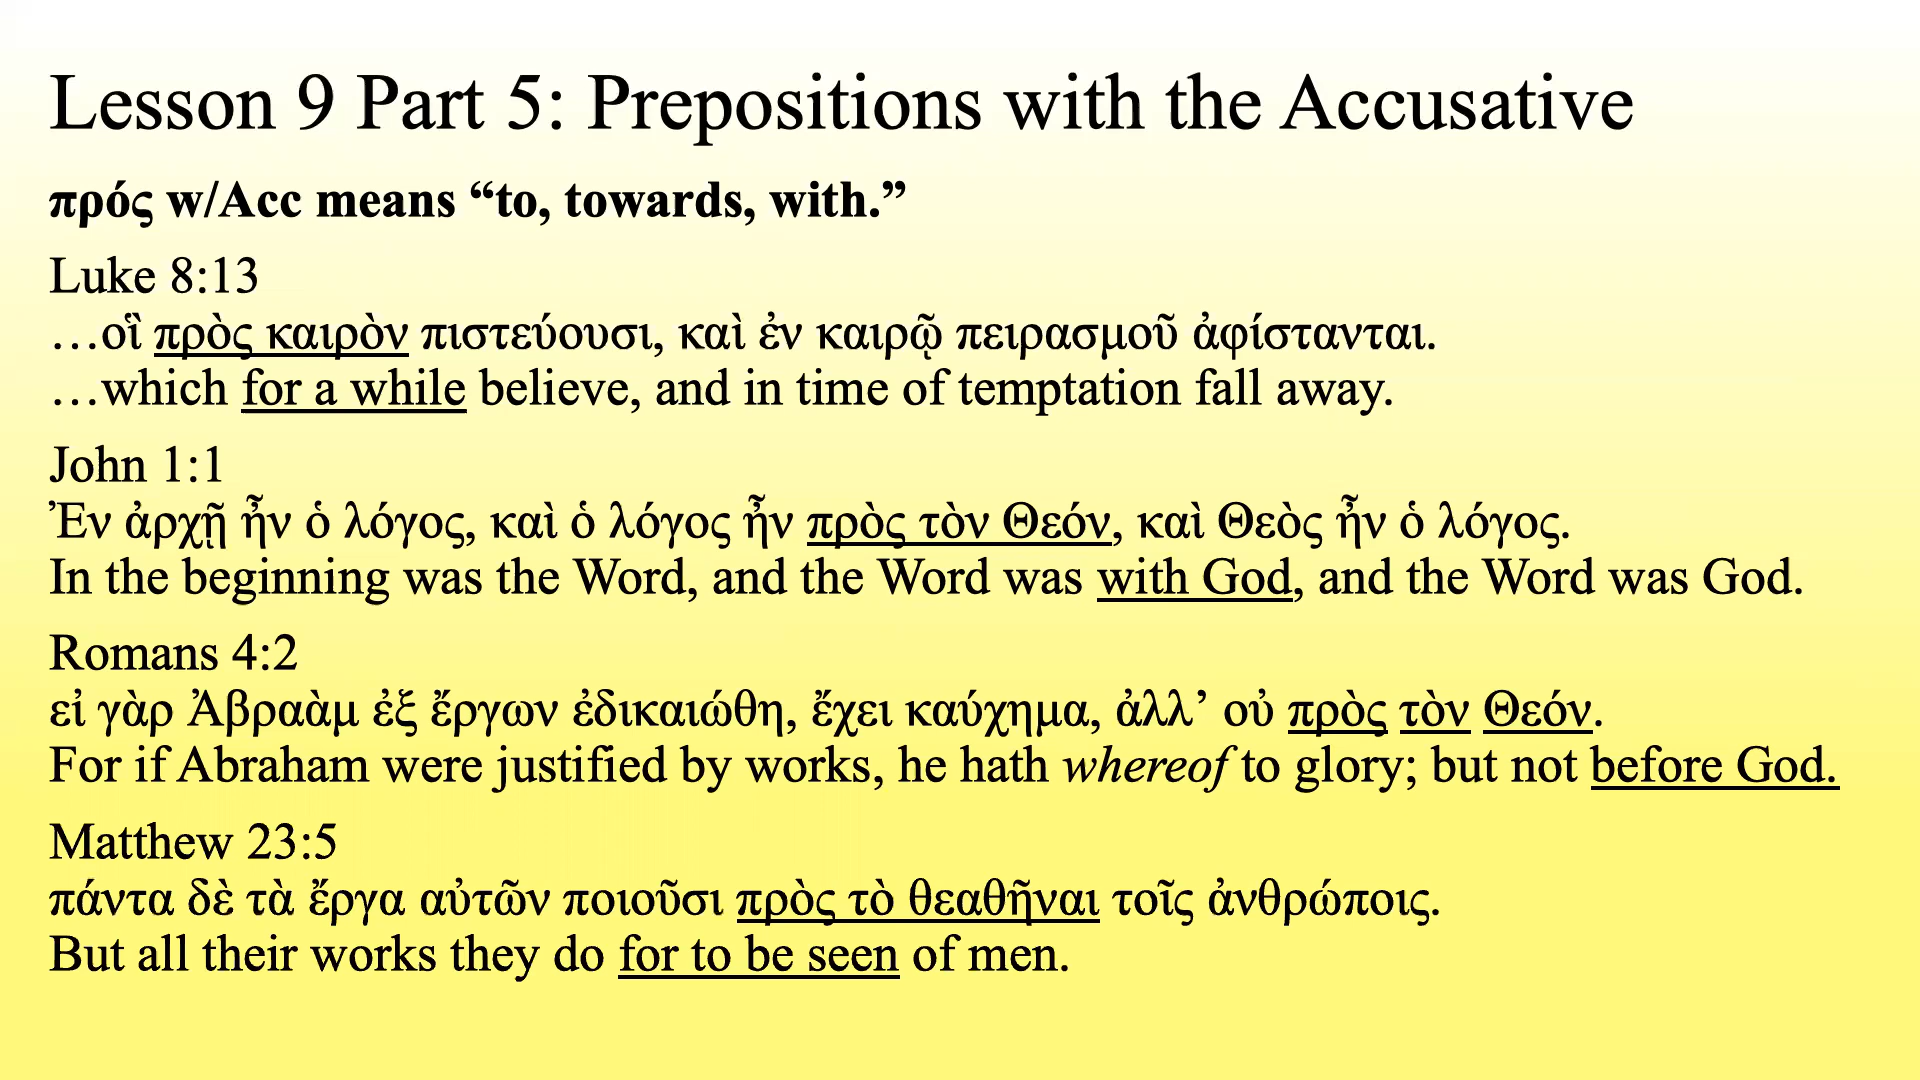 Lesson 9 Part 5: Prepositions with the Accusative
πρός w/Acc means “to, towards, with.”
Luke 8:13
…οἳ πρὸς καιρὸν πιστεύουσι, καὶ ἐν καιρῷ πειρασμοῦ ἀφίστανται.
…which for a while believe, and in time of temptation fall away.
John 1:1
Ἐν ἀρχῇ ἦν ὁ λόγος, καὶ ὁ λόγος ἦν πρὸς τὸν Θεόν, καὶ Θεὸς ἦν ὁ λόγος.
In the beginning was the Word, and the Word was with God, and the Word was God.
Romans 4:2
εἰ γὰρ Ἀβραὰμ ἐξ ἔργων ἐδικαιώθη, ἔχει καύχημα, ἀλλ’ οὐ πρὸς τὸν Θεόν.
For if Abraham were justified by works, he hath whereof to glory; but not before God.
Matthew 23:5
πάντα δὲ τὰ ἔργα αὐτῶν ποιοῦσι πρὸς τὸ θεαθῆναι τοῖς ἀνθρώποις.
But all their works they do for to be seen of men.